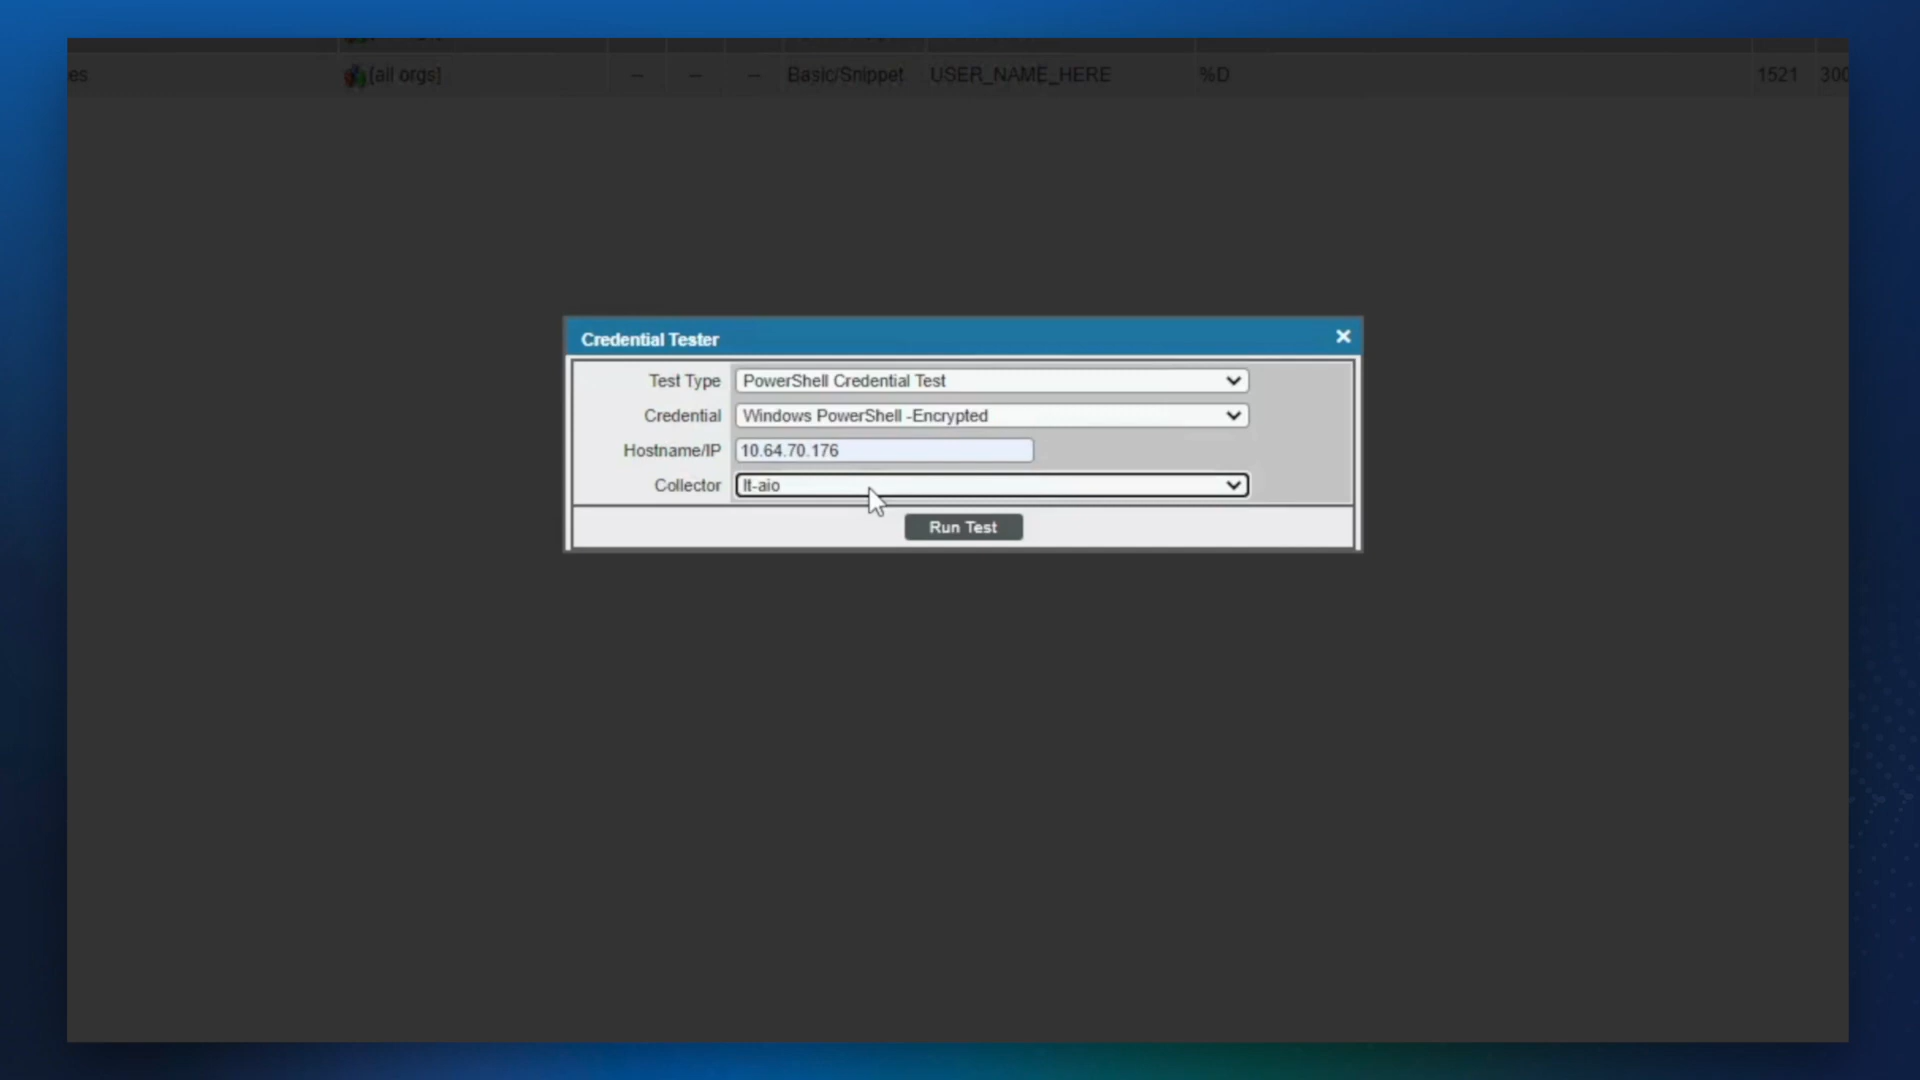 es [all orgs] -- -- -- Basic/Snippet USER_NAME_HERE %D 1521 300
Credential Tester
Test Type PowerShell Credential Test
Credential Windows PowerShell -Encrypted
Hostname/IP 10.64.70.176
Collector lt-aio
Run Test